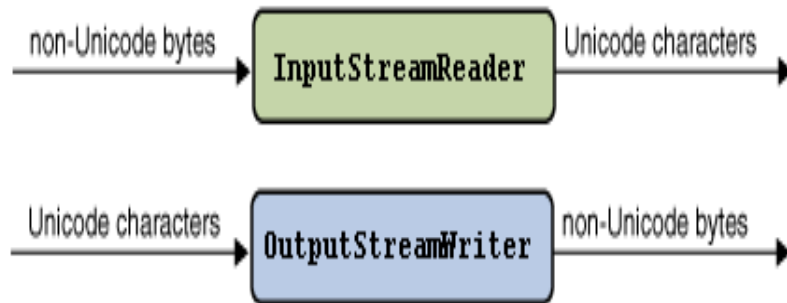 non-Unicode bytes
InputStreamReader
Unicode characters
Unicode characters
OutputStreamWriter
non-Unicode bytes